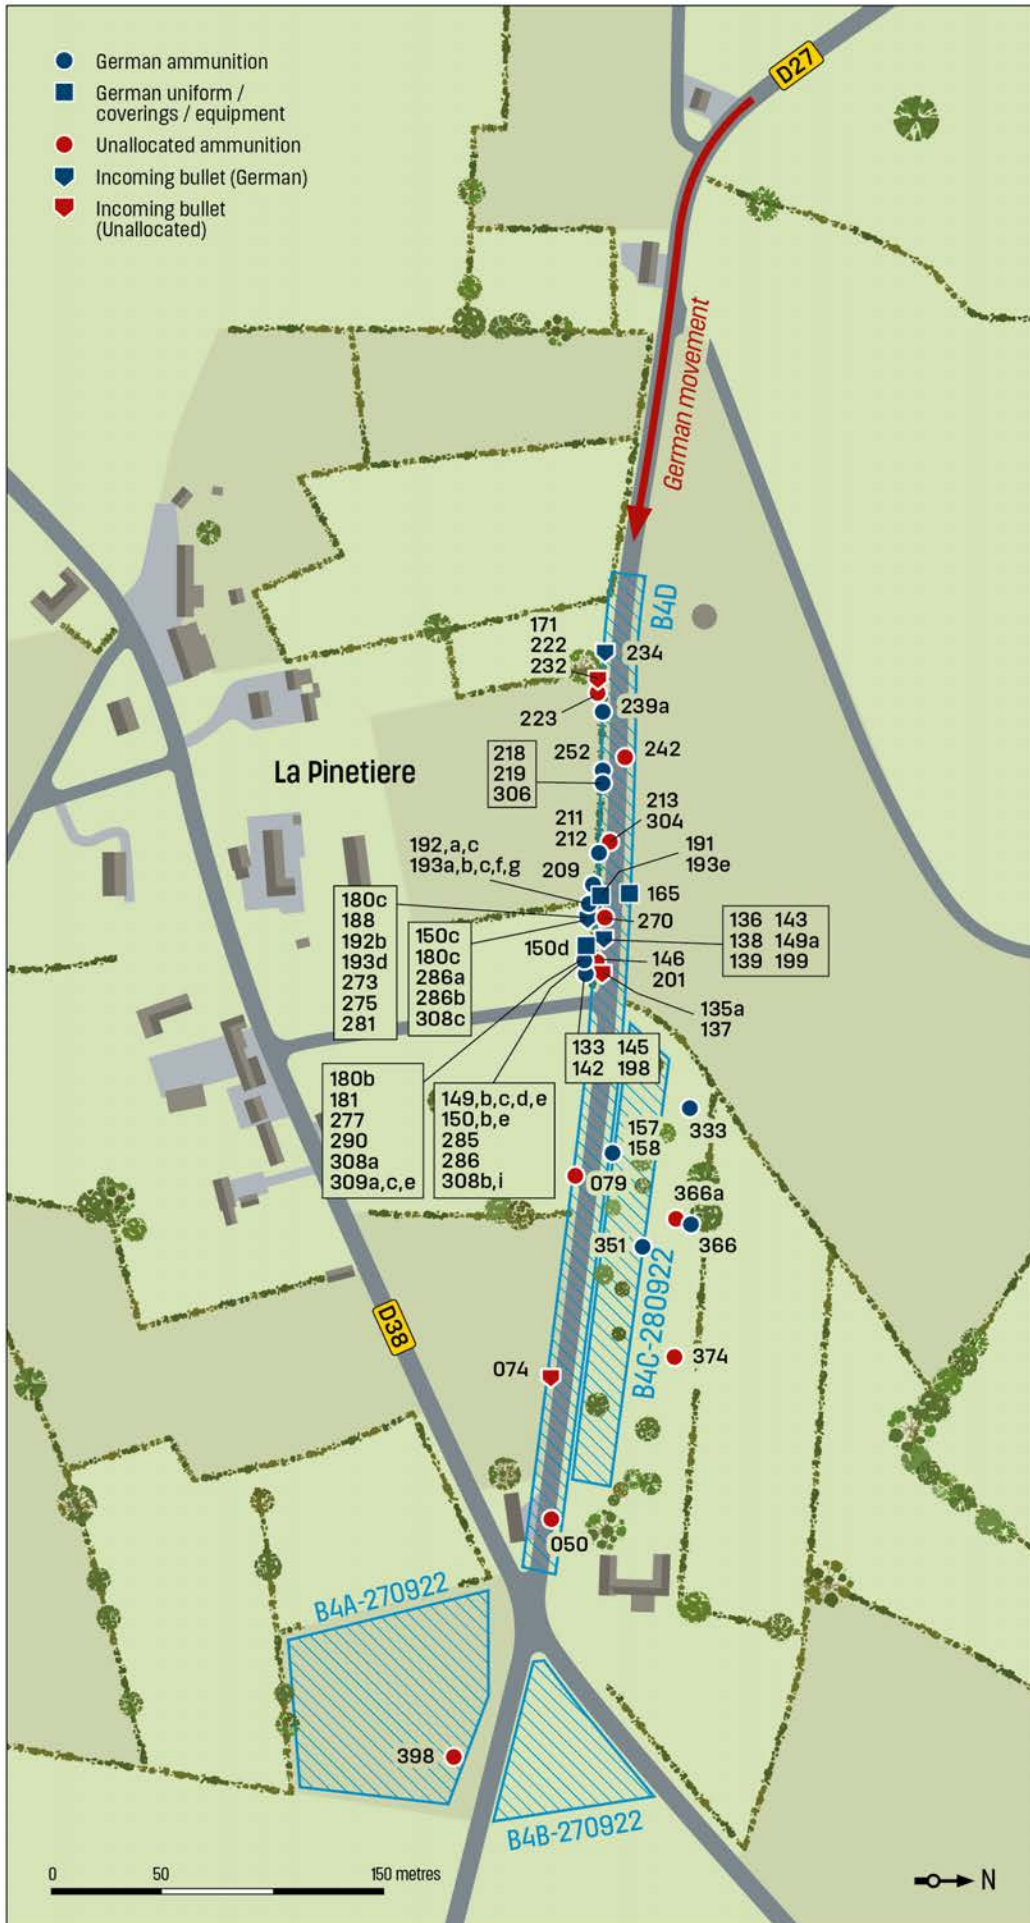 German ammunition
German uniform /
coverings / equipment
Unallocated ammunition
Incoming bullet (German)
Incoming bullet
(Unallocated)
D27
German movement
B4D
171
222
232
234
223
239a
252
242
218
219
306
La Pinetiere
211
212
213
304
192,a,c
193a,b,c,f,g
209
191
193e
165
270
180c
188
192b
193d
273
275
281
150c
180c
286a
286b
308c
150d
136 143
138 149a
139 199
146
201
135a
137
133 145
142 198
180b
181
277
290
308a
309a,c,e
149,b,c,d,e
150,b,e
285
286
308b,i
157
158
333
079
366a
366
351
B4C-280922
D38
374
074
050
B4A-270922
398
B4B-270922
0 50 150 metres
N